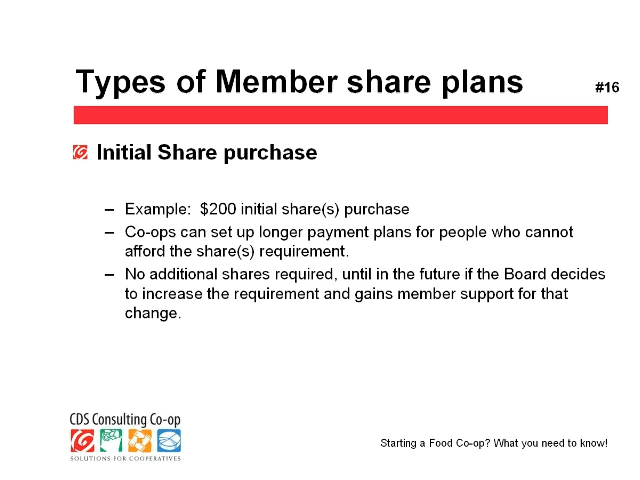 Types of Member share plans
#16
Initial Share purchase
– Example: $200 initial share(s) purchase
– Co-ops can set up longer payment plans for people who cannot
afford the share(s) requirement.
– No additional shares required, until in the future if the Board decides
to increase the requirement and gains member support for that
change.
CDS Consulting Co-op
SOLUTIONS FOR COOPERATIVES
Starting a Food Co-op? What you need to know!